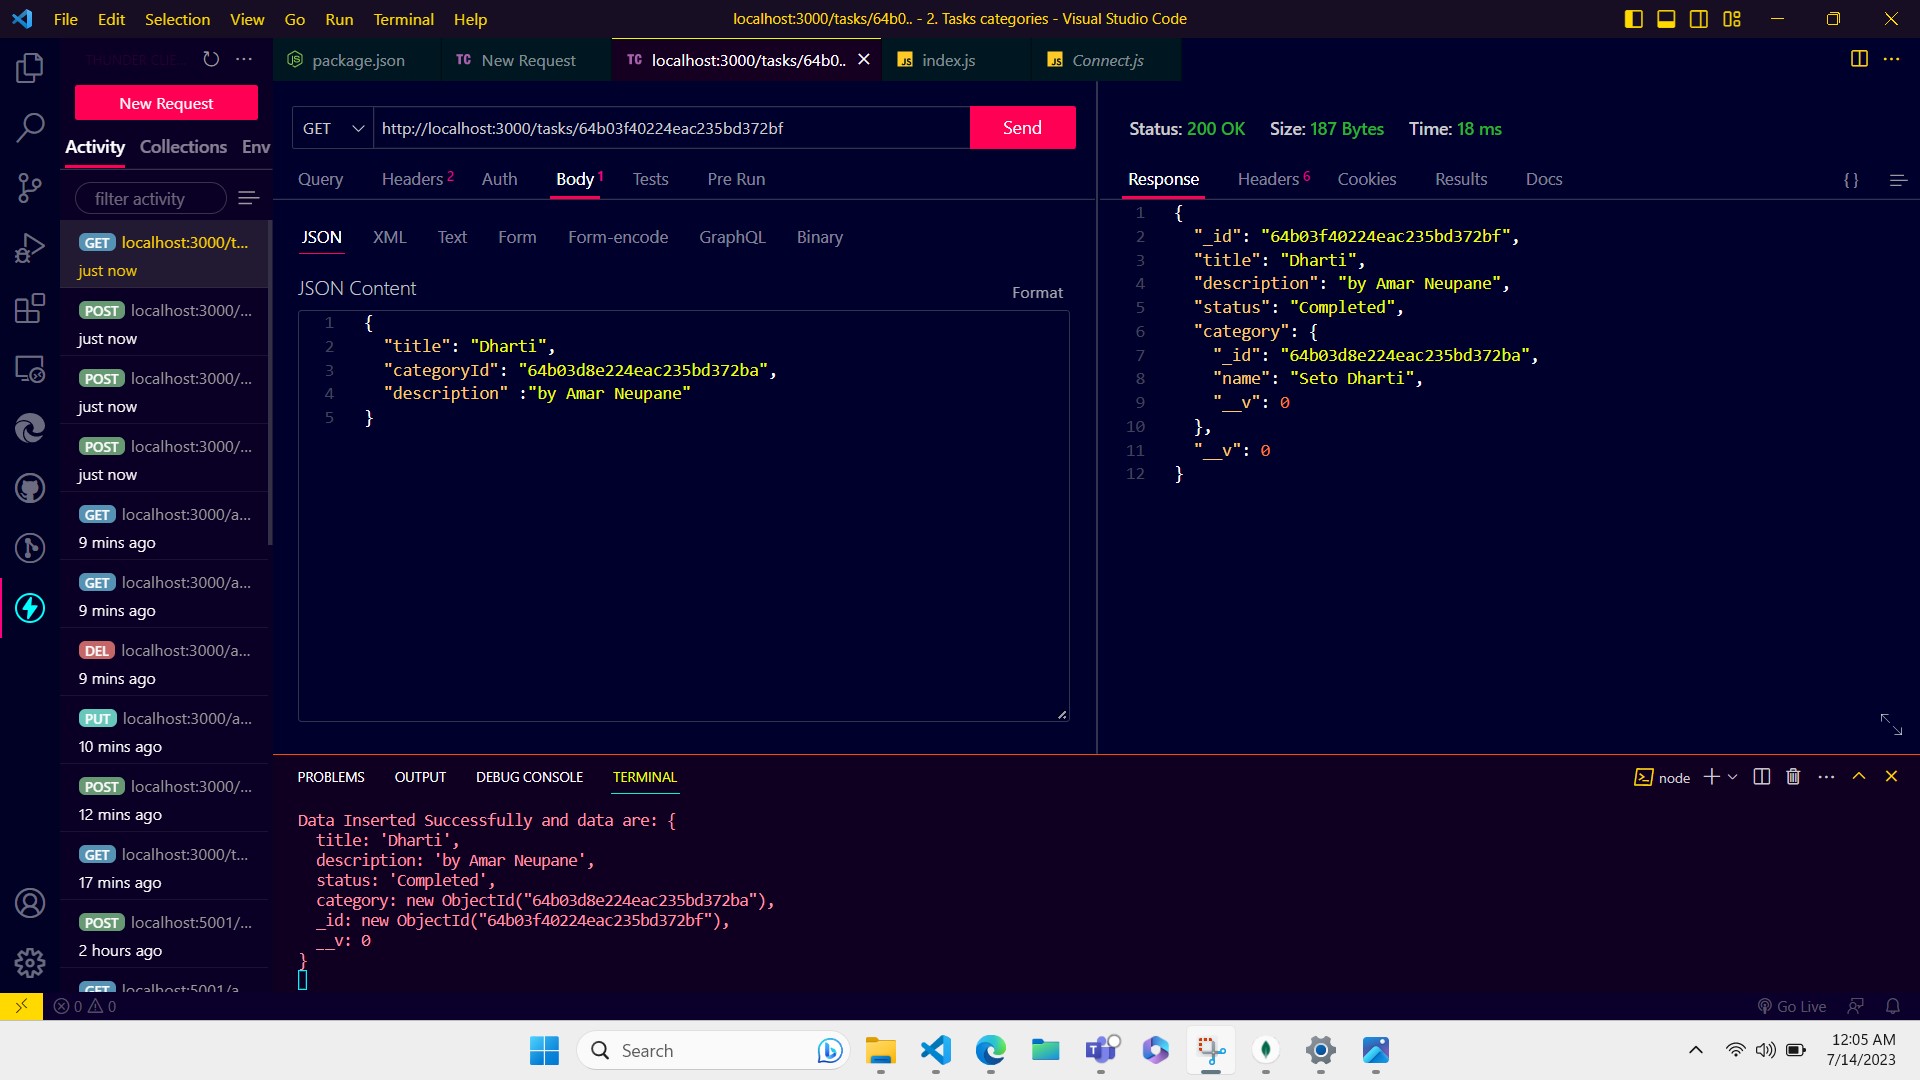 File Edit Selection View Go Run Terminal Help
localhost:3000/tasks/64b0.. - 2. Tasks categories - Visual Studio Code
package.json
TC New Request
TC localhost:3000/tasks/64b0..
JS index.js
JS Connect.js
New Request
Activity Collections Env
filter activity
GET localhost:3000/t...
just now
POST localhost:3000/...
just now
POST localhost:3000/...
just now
POST localhost:3000/...
just now
GET localhost:3000/a...
9 mins ago
GET localhost:3000/a...
9 mins ago
DEL localhost:3000/a...
9 mins ago
PUT localhost:3000/a...
10 mins ago
POST localhost:3000/...
12 mins ago
GET localhost:3000/t...
17 mins ago
POST localhost:5001/...
2 hours ago
GET localhost:5001/a...
GET http://localhost:3000/tasks/64b03f40224eac235bd372bf Send
Query Headers 2 Auth Body 1 Tests Pre Run
JSON XML Text Form Form-encode GraphQL Binary
JSON Content
Format
1 {
2 "title": "Dharti",
3 "categoryId": "64b03d8e224eac235bd372ba",
4 "description" :"by Amar Neupane"
5 }
Status: 200 OK Size: 187 Bytes Time: 18 ms
Response Headers 6 Cookies Results Docs { }
1 {
2 "_id": "64b03f40224eac235bd372bf",
3 "title": "Dharti",
4 "description": "by Amar Neupane",
5 "status": "Completed",
6 "category": {
7 "_id": "64b03d8e224eac235bd372ba",
8 "name": "Seto Dharti",
9 "__v": 0
10 },
11 "__v": 0
12 }
PROBLEMS OUTPUT DEBUG CONSOLE TERMINAL
node
Data Inserted Successfully and data are: {
title: 'Dharti',
description: 'by Amar Neupane',
status: 'Completed',
category: new ObjectId("64b03d8e224eac235bd372ba"),
_id: new ObjectId("64b03f40224eac235bd372bf"),
__v: 0
}
0 0
Go Live
Search
12:05 AM
7/14/2023